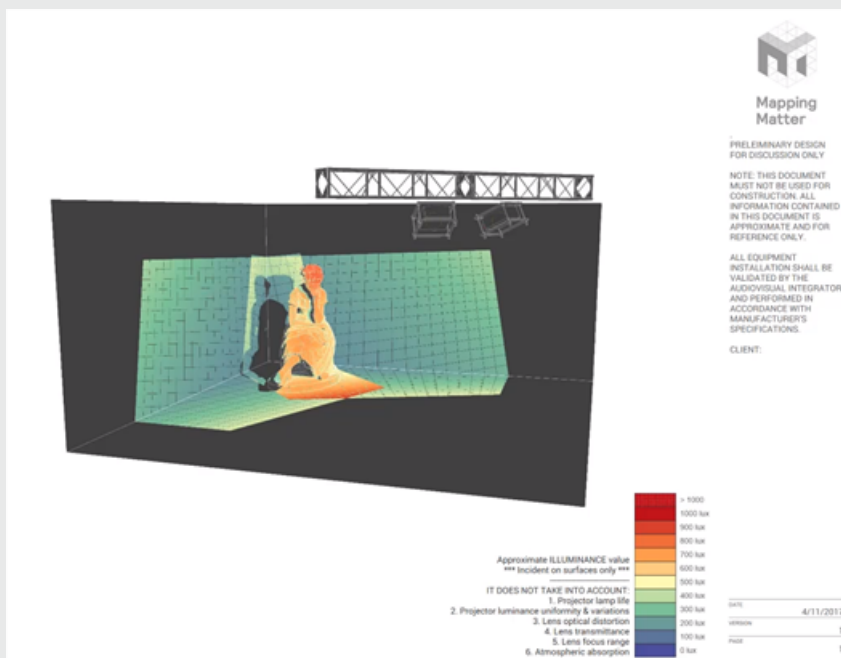 Mapping
Matter
PRELEIMINARY DESIGN
FOR DISCUSSION ONLY
NOTE: THIS DOCUMENT
MUST NOT BE USED FOR
CONSTRUCTION. ALL
INFORMATION CONTAINED
IN THIS DOCUMENT IS
APPROXIMATE AND FOR
REFERENCE ONLY.
ALL EQUIPMENT
INSTALLATION SHALL BE
VALIDATED BY THE
AUDIOVISUAL INTEGRATOR
AND PERFORMED IN
ACCORDANCE WITH
MANUFACTURER'S
SPECIFICATIONS.
CLIENT:
Approximate ILLUMINANCE value
*** Incident on surfaces only ***
IT DOES NOT TAKE INTO ACCOUNT:
1. Projector lamp life
2. Projector luminance uniformity & variations
3. Lens optical distortion
4. Lens transmittance
5. Lens focus range
6. Atmospheric absorption
> 1000
1000 lux
900 lux
800 lux
700 lux
600 lux
500 lux
400 lux
300 lux
200 lux
100 lux
0 lux
DATE
4/11/2017
VERSION
PAGE